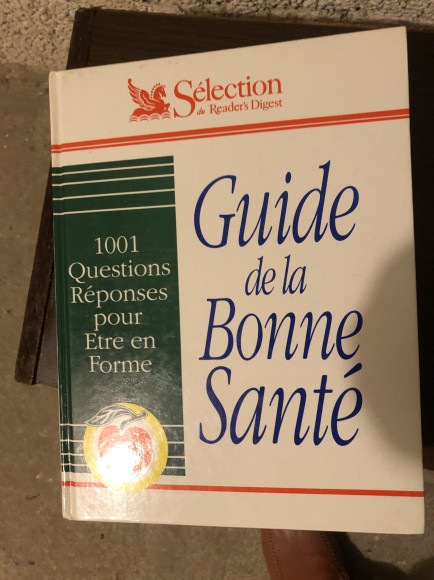 Sélection
du Reader's Digest
1001
Questions
Réponses
pour
Etre en
Forme
Guide
de la
Bonne
Santé